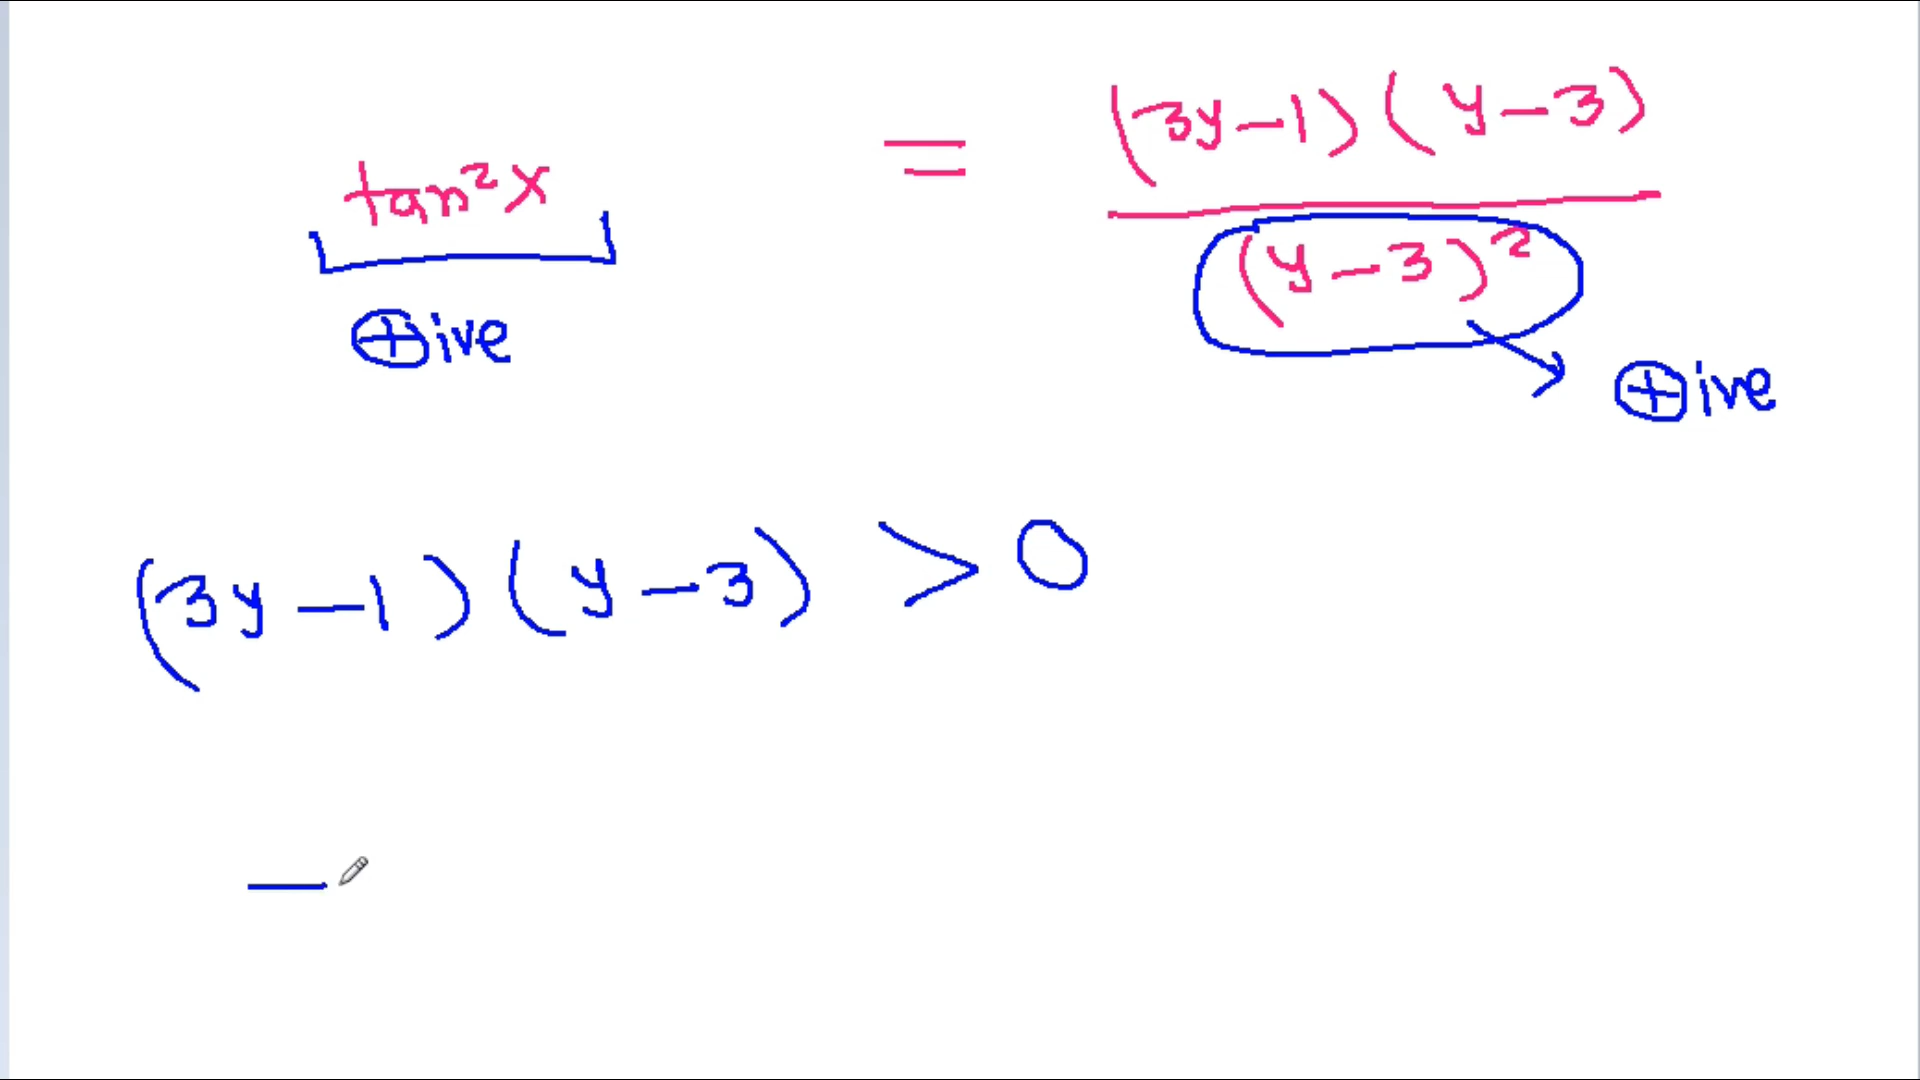 tan²x = (3y-1)(y-3) / (y-3)²
⊕ive
⊕ive
(3y-1)(y-3) > 0